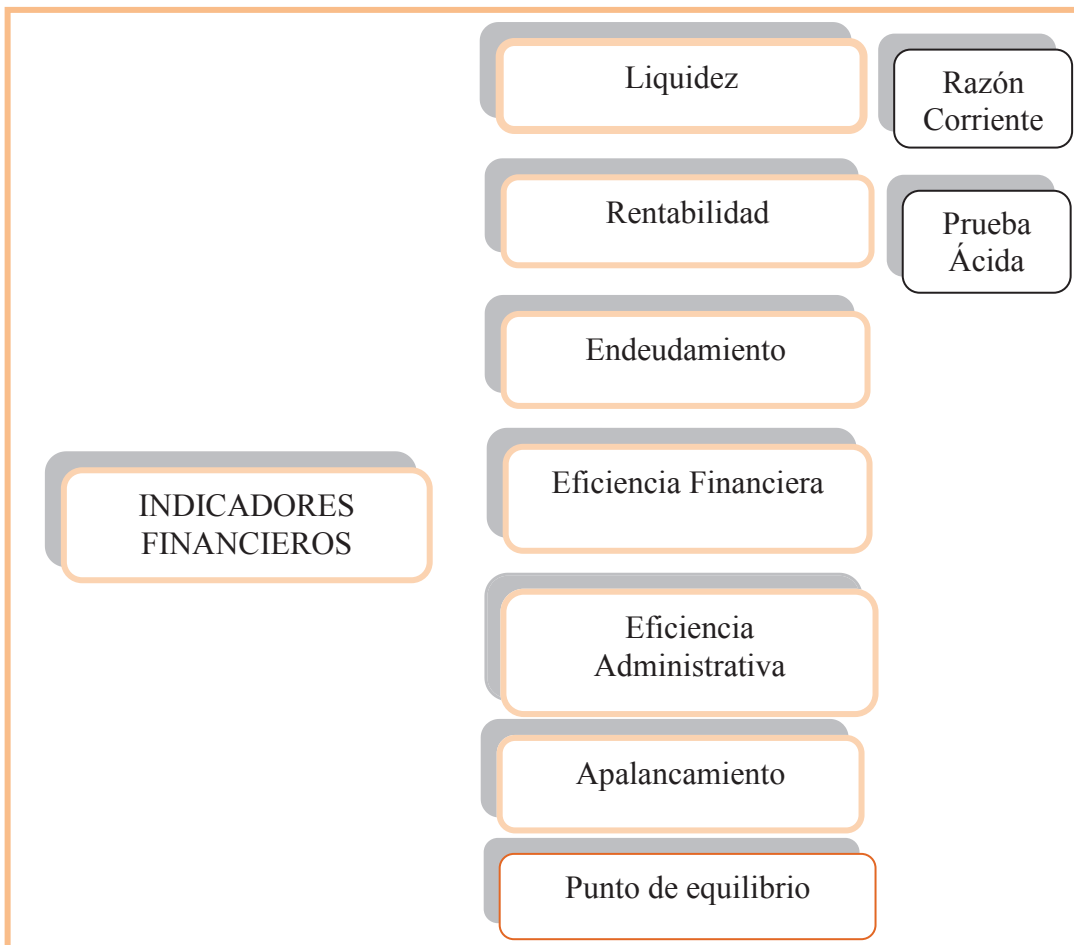 INDICADORES
FINANCIEROS
Liquidez
Razón
Corriente
Rentabilidad
Prueba
Ácida
Endeudamiento
Eficiencia Financiera
Eficiencia
Administrativa
Apalancamiento
Punto de equilibrio